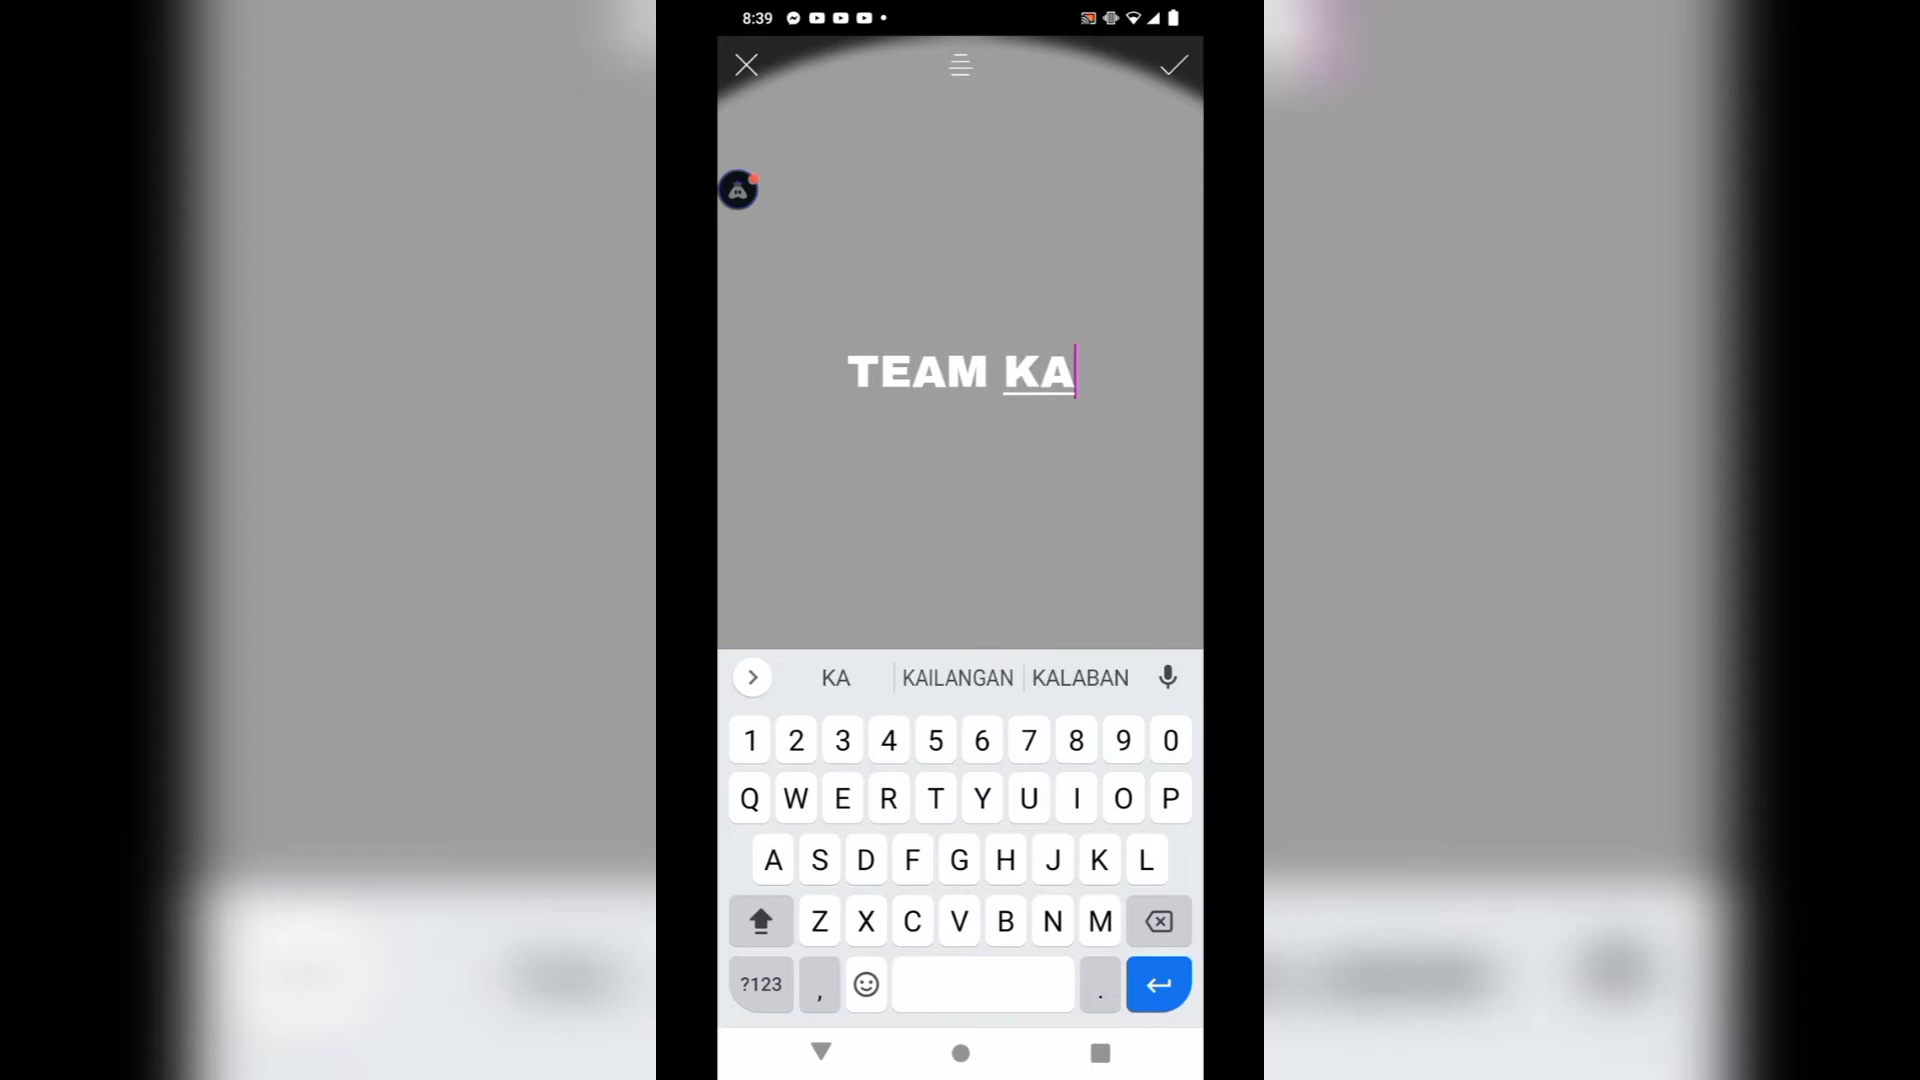 8:39
TEAM KA
KA KAILANGAN KALABAN
1 2 3 4 5 6 7 8 9 0
Q W E R T Y U I O P
A S D F G H J K L
Z X C V B N M
?123 , .